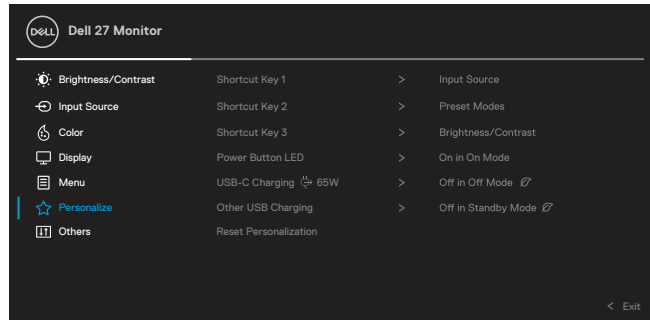 DELL Dell 27 Monitor
Brightness/Contrast Shortcut Key 1 > Input Source
Input Source Shortcut Key 2 > Preset Modes
Color Shortcut Key 3 > Brightness/Contrast
Display Power Button LED > On in On Mode
Menu USB-C Charging 65W > Off in Off Mode
Personalize Other USB Charging > Off in Standby Mode
Others Reset Personalization
< Exit